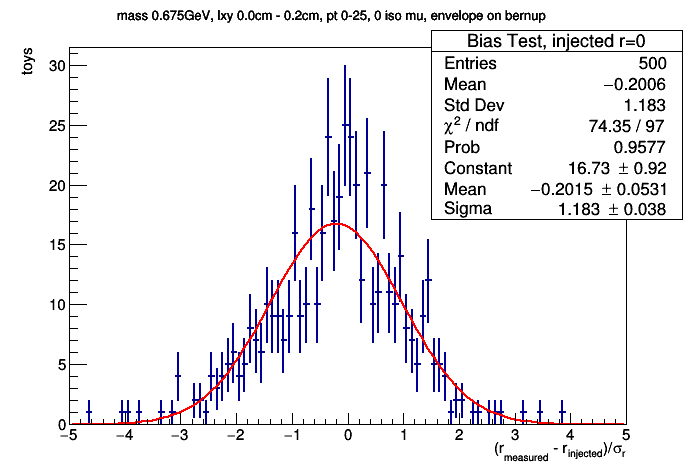 mass 0.675GeV, lxy 0.0cm - 0.2cm, pt 0-25, 0 iso mu, envelope on bernup
Bias Test, injected r=0
Entries 500
Mean −0.2006
Std Dev 1.183
χ² / ndf 74.35 / 97
Prob 0.9577
Constant 16.73 ± 0.92
Mean −0.2015 ± 0.0531
Sigma 1.183 ± 0.038
toys
30
25
20
15
10
5
0
−5 −4 −3 −2 −1 0 1 2 3 4 5
(r_measured - r_injected)/σ_r